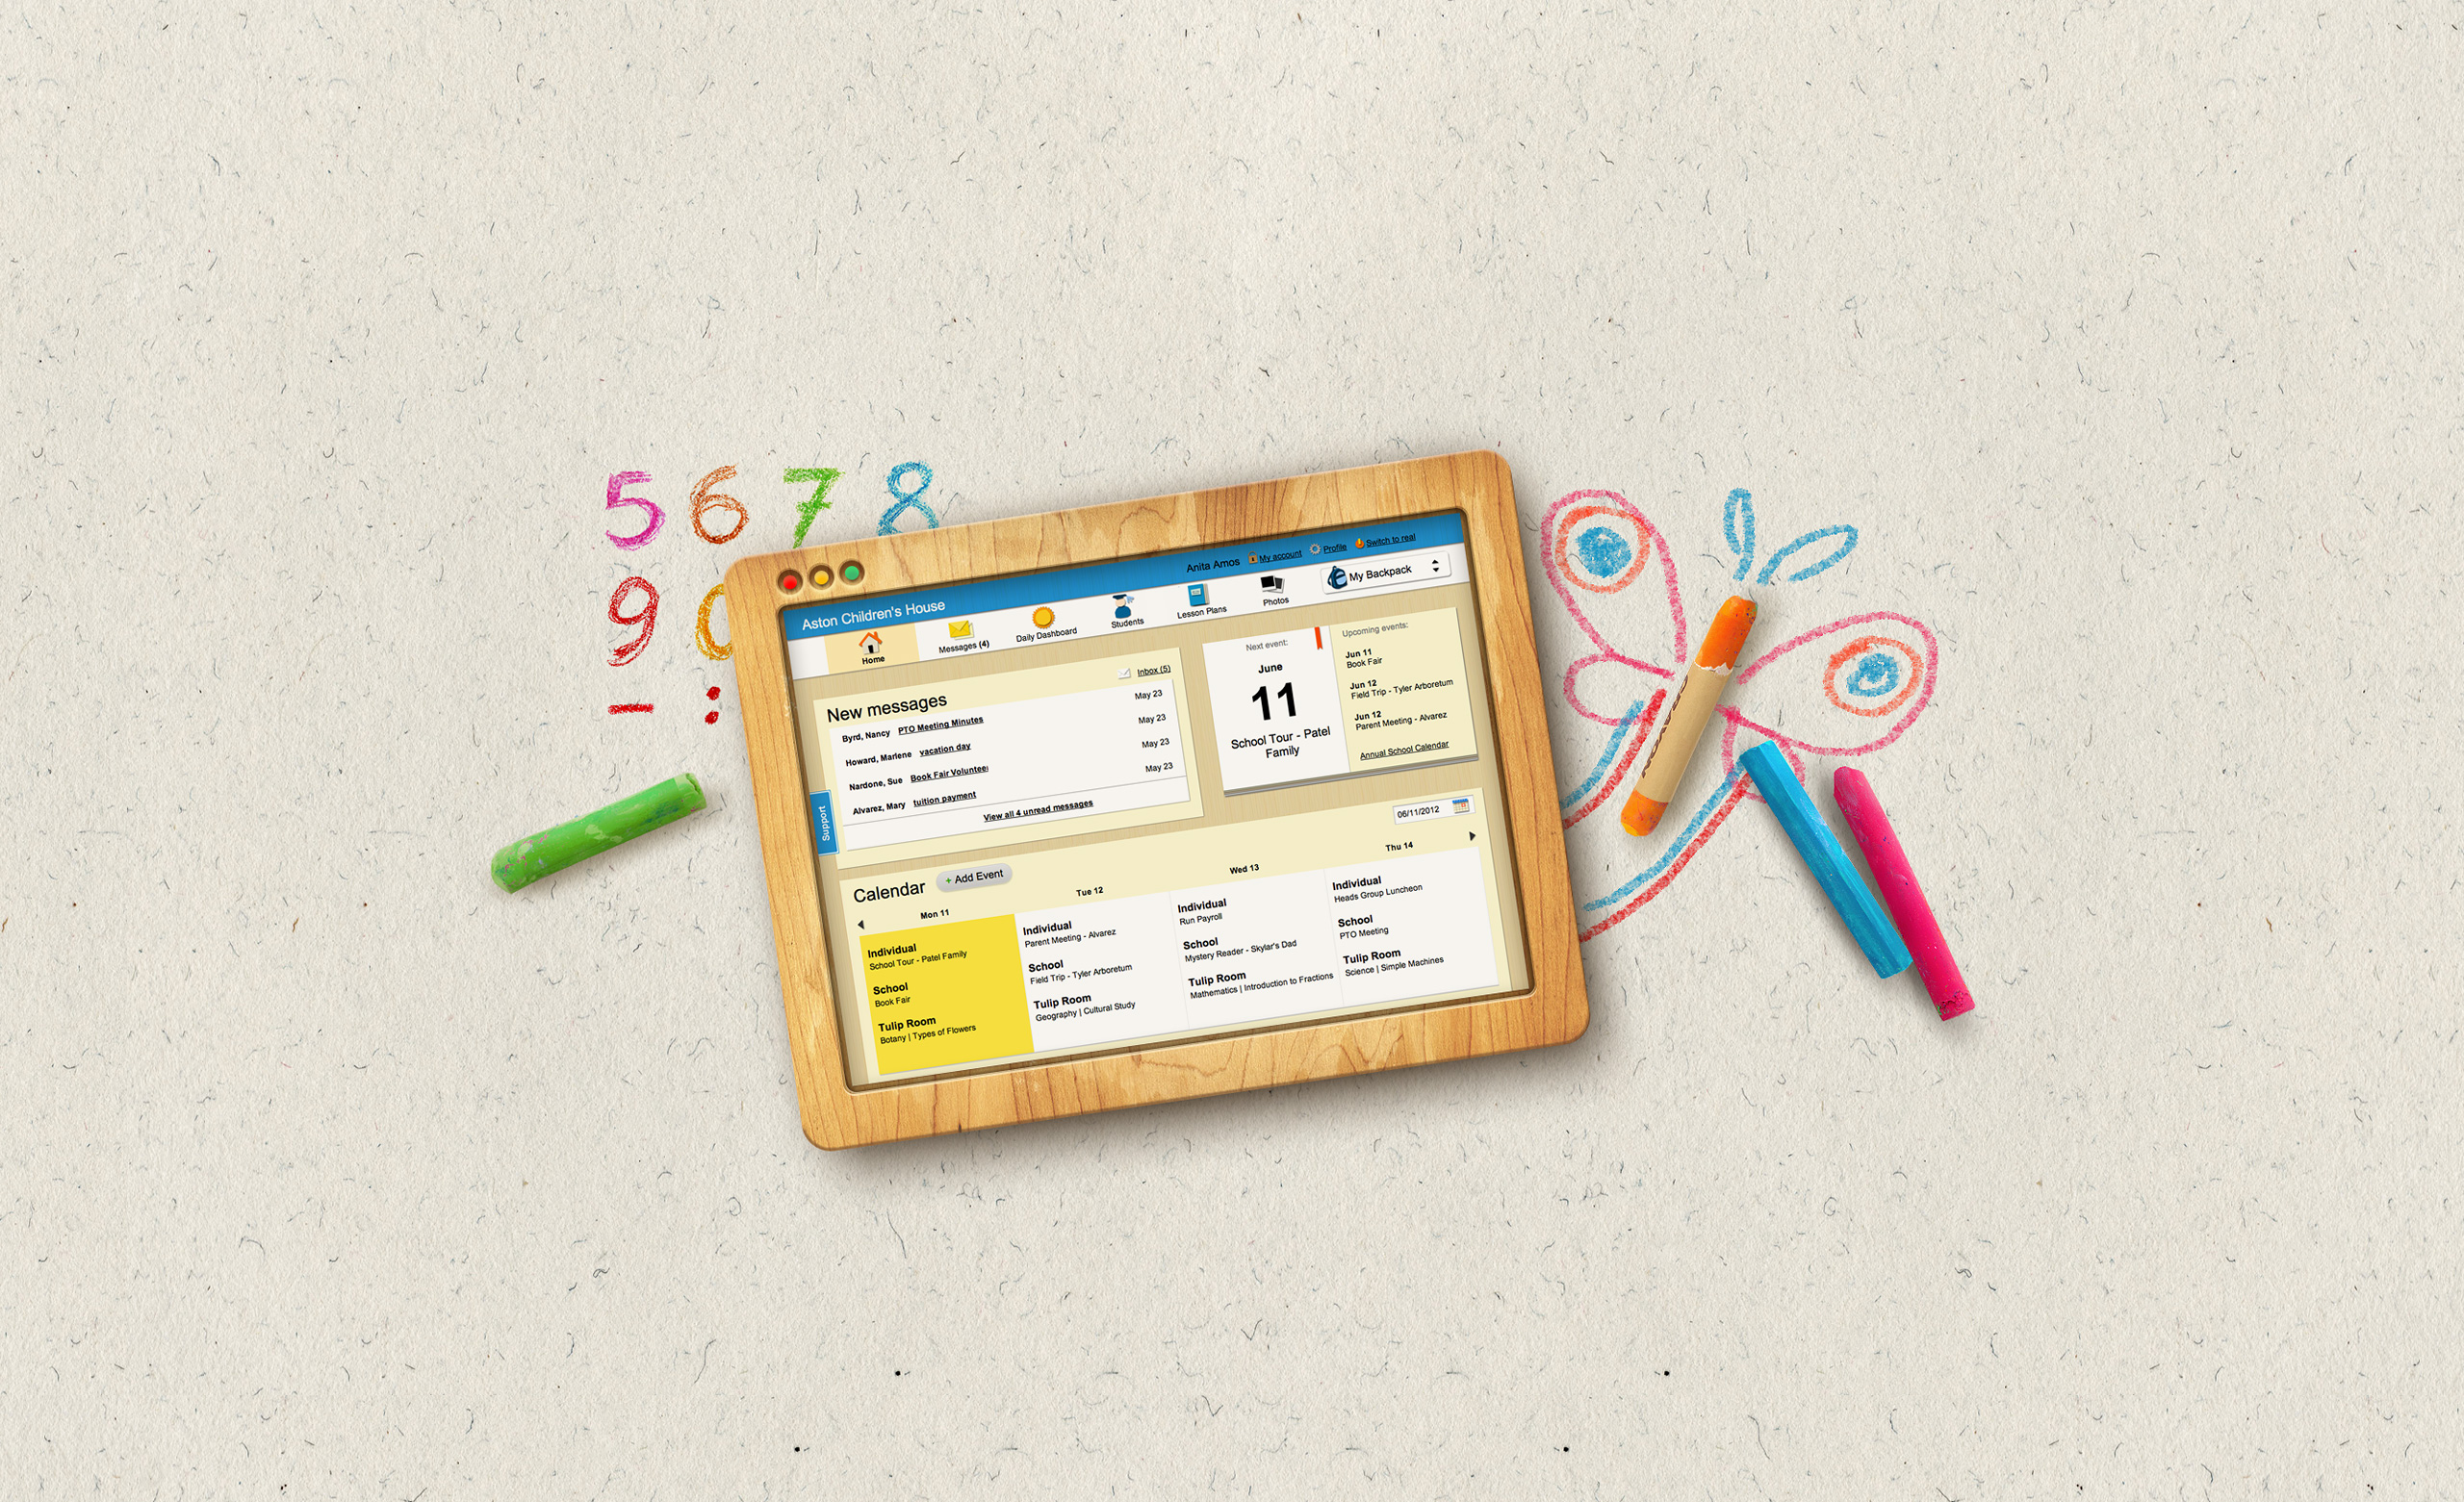 5 6 7 8
9 0
- :
Anita Amos My account Profile Switch to real
Aston Children's House
Home
Messages (4)
Daily Dashboard
Students
Lesson Plans
Photos
My Backpack
New messages
Inbox (5)
Byrd, Nancy PTO Meeting Minutes May 23
Howard, Marlene vacation day May 23
Nardone, Sue Book Fair Voluntee May 23
Alvarez, Mary tuition payment May 23
View all 4 unread messages
Next event:
June
11
School Tour - Patel
Family
Upcoming events:
Jun 11
Book Fair
Jun 12
Field Trip - Tyler Arboretum
Jun 12
Parent Meeting - Alvarez
Annual School Calendar
Support
Calendar
+ Add Event
06/11/2012
Mon 11
Individual
School Tour - Patel Family
School
Book Fair
Tulip Room
Botany | Types of Flowers
Tue 12
Individual
Parent Meeting - Alvarez
School
Field Trip - Tyler Arboretum
Tulip Room
Geography | Cultural Study
Wed 13
Individual
Run Payroll
School
Mystery Reader - Skylar's Dad
Tulip Room
Mathematics | Introduction to Fractions
Thu 14
Individual
Heads Group Luncheon
School
PTO Meeting
Tulip Room
Science | Simple Machines